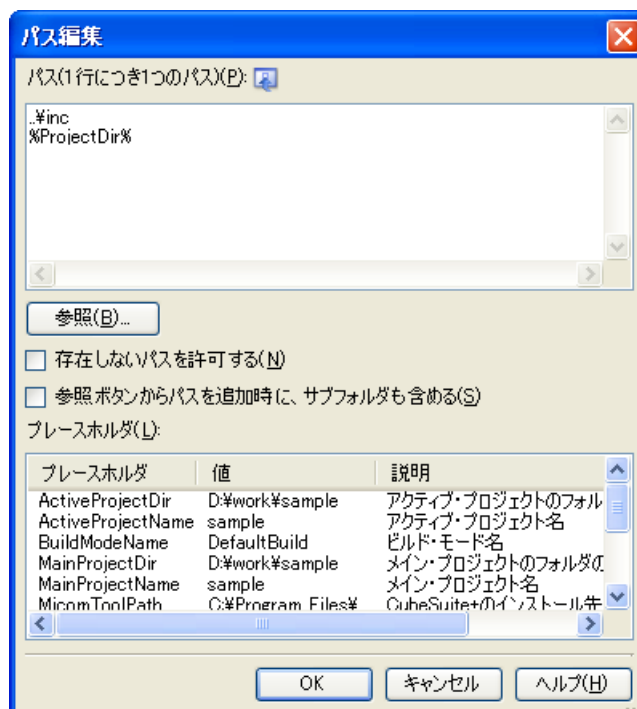 パス編集
パス(1行につき1つのパス)(P):
..¥inc
%ProjectDir%
参照(B)...
存在しないパスを許可する(N)
参照ボタンからパスを追加時に、サブフォルダも含める(S)
プレースホルダ(L):
プレースホルダ 値 説明
ActiveProjectDir D:¥work¥sample アクティブ・プロジェクトのフォル
ActiveProjectName sample アクティブ・プロジェクト名
BuildModeName DefaultBuild ビルド・モード名
MainProjectDir D:¥work¥sample メイン・プロジェクトのフォルダの
MainProjectName sample メイン・プロジェクト名
MicomToolPath C:¥Program Files¥ CubeSuite+のインストール先
OK キャンセル ヘルプ(H)